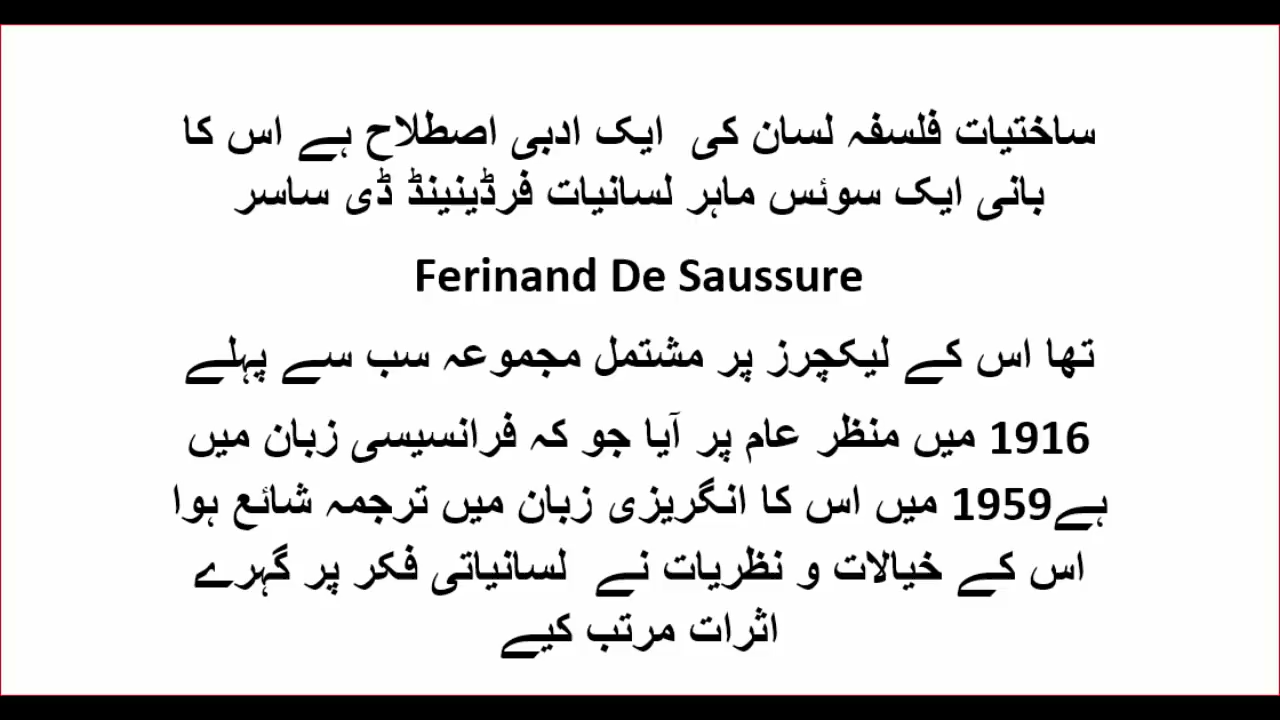 ساختیات فلسفہ لسان کی ایک ادبی اصطلاح ہے اس کا
بانی ایک سوئس ماہر لسانیات فرڈینینڈ ڈی ساسر
Ferinand De Saussure
تھا اس کے لیکچرز پر مشتمل مجموعہ سب سے پہلے
1916 میں منظر عام پر آیا جو کہ فرانسیسی زبان میں
ہے1959 میں اس کا انگریزی زبان میں ترجمہ شائع ہوا
اس کے خیالات و نظریات نے لسانیاتی فکر پر گہرے
اثرات مرتب کیے